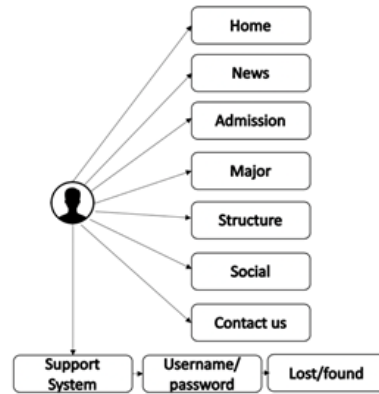 Home
News
Admission
Major
Structure
Social
Contact us
Support
System
Username/
password
Lost/found